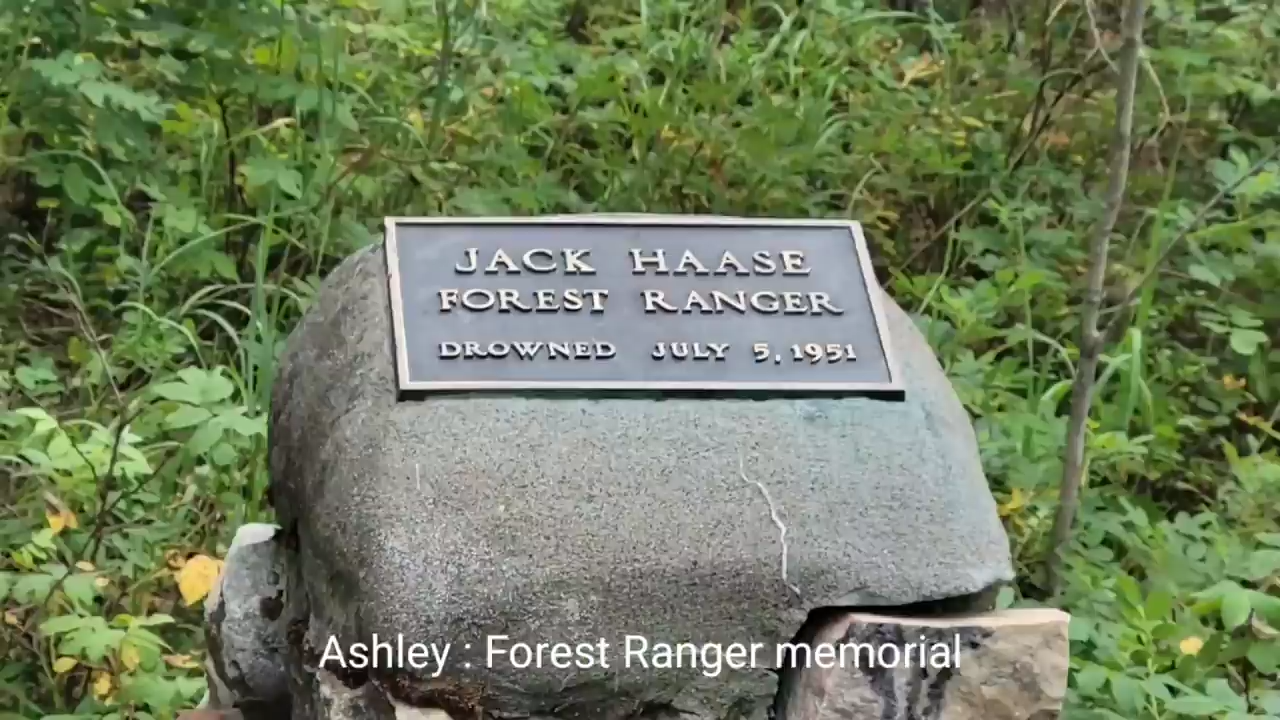 JACK HAASE
FOREST RANGER
DROWNED JULY 5, 1951
Ashley : Forest Ranger memorial